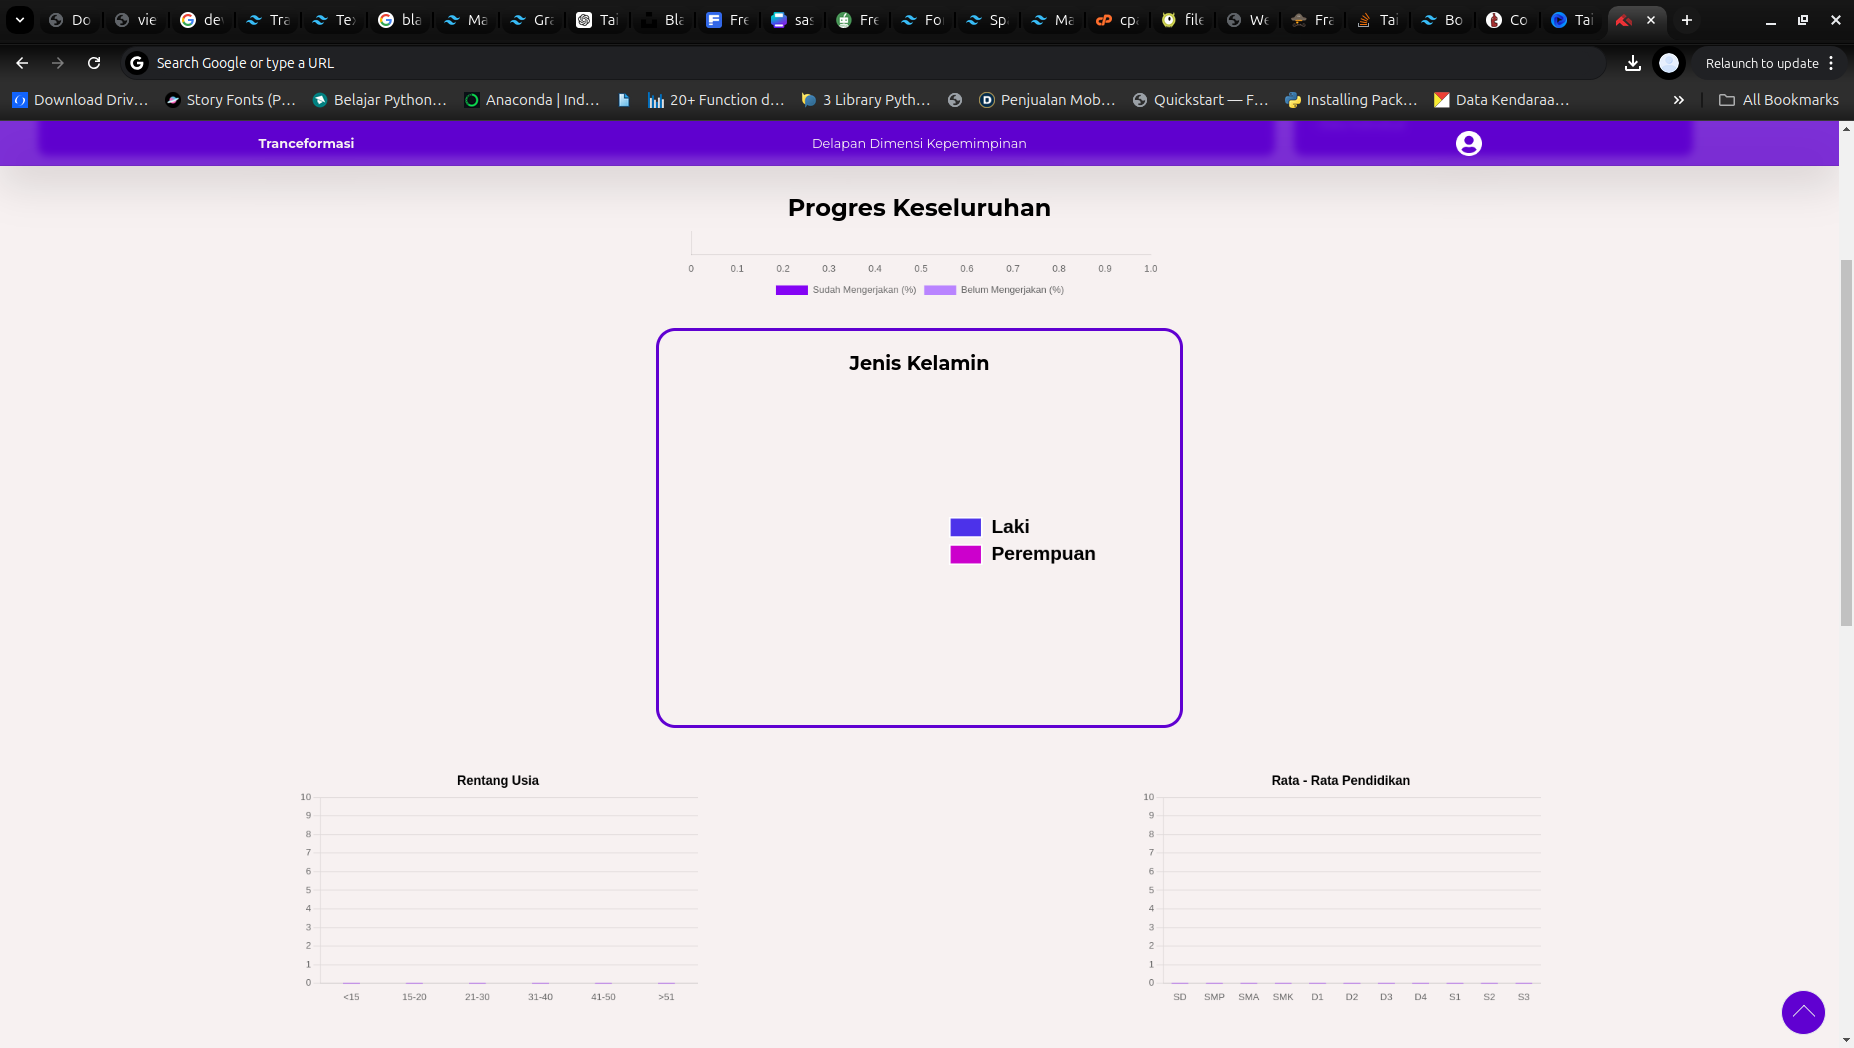 Do
vie
de
Tra
Tex
bla
Ma
Gra
Tai
Bla
Fre
sas
Fre
Fo
Sp
Ma
cp
file
We
Fra
Tai
Bo
Co
Tai
Search Google or type a URL
Relaunch to update
Download Driv...
Story Fonts (P...
Belajar Python...
Anaconda | Ind...
20+ Function d...
3 Library Pyth...
Penjualan Mob...
Quickstart — F...
Installing Pack...
Data Kendaraa...
All Bookmarks
Tranceformasi
Delapan Dimensi Kepemimpinan
Progres Keseluruhan
0 0.1 0.2 0.3 0.4 0.5 0.6 0.7 0.8 0.9 1.0
Sudah Mengerjakan (%) Belum Mengerjakan (%)
Jenis Kelamin
Laki
Perempuan
Rentang Usia
10
9
8
7
6
5
4
3
2
1
0
<15 15-20 21-30 31-40 41-50 >51
Rata - Rata Pendidikan
10
9
8
7
6
5
4
3
2
1
0
SD SMP SMA SMK D1 D2 D3 D4 S1 S2 S3